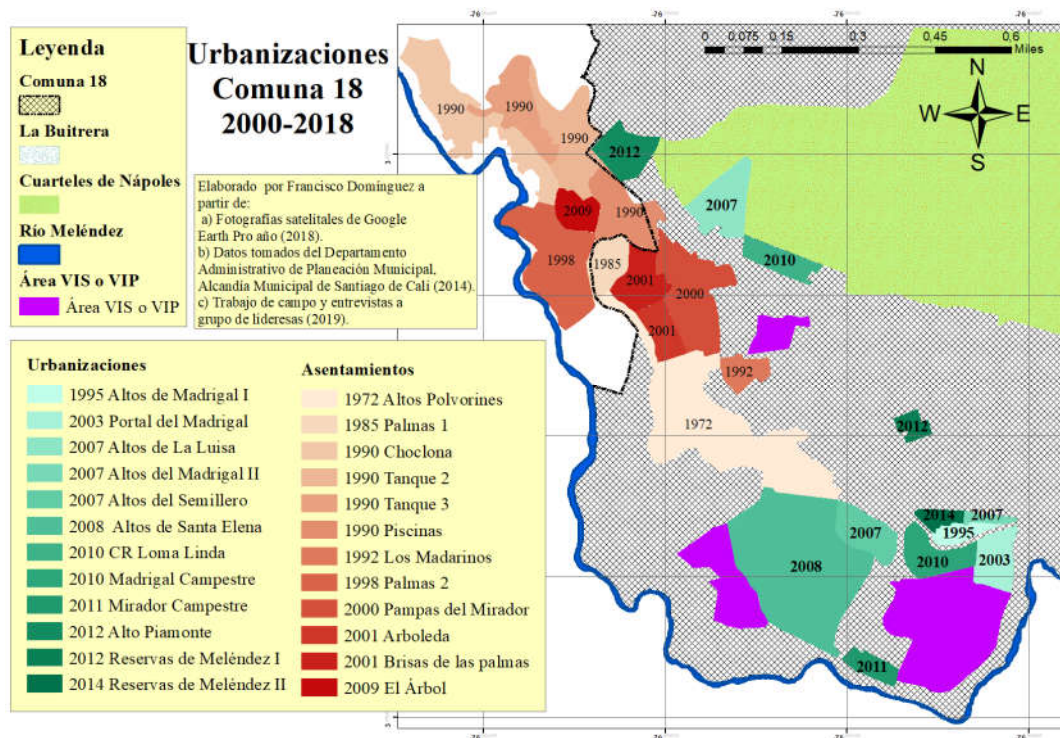 Leyenda
Comuna 18
La Buitrera
Cuarteles de Nápoles
Río Meléndez
Área VIS o VIP
Área VIS o VIP
Urbanizaciones
Comuna 18
2000-2018
Elaborado por Francisco Domínguez a
partir de:
a) Fotografías satelitales de Google
Earth Pro año (2018).
b) Datos tomados del Departamento
Administrativo de Planeación Municipal,
Alcandía Municipal de Santiago de Cali (2014).
c) Trabajo de campo y entrevistas a
grupo de lideresas (2019).
Urbanizaciones
1995 Altos de Madrigal I
2003 Portal del Madrigal
2007 Altos de La Luisa
2007 Altos del Madrigal II
2007 Altos del Semillero
2008 Altos de Santa Elena
2010 CR Loma Linda
2010 Madrigal Campestre
2011 Mirador Campestre
2012 Alto Piamonte
2012 Reservas de Meléndez I
2014 Reservas de Meléndez II
Asentamientos
1972 Altos Polvorines
1985 Palmas 1
1990 Choclona
1990 Tanque 2
1990 Tanque 3
1990 Piscinas
1992 Los Madarinos
1998 Palmas 2
2000 Pampas del Mirador
2001 Arboleda
2001 Brisas de las palmas
2009 El Árbol
0 0,075 0,15 0,3 0,45 0,6
Miles
N
W E
S
1990
1990
1990
2012
2009
1990
2007
1998
1985
2001
2000
2010
2001
1992
1972
2012
2014 2007
1995
2007
2010
2003
2008
2011